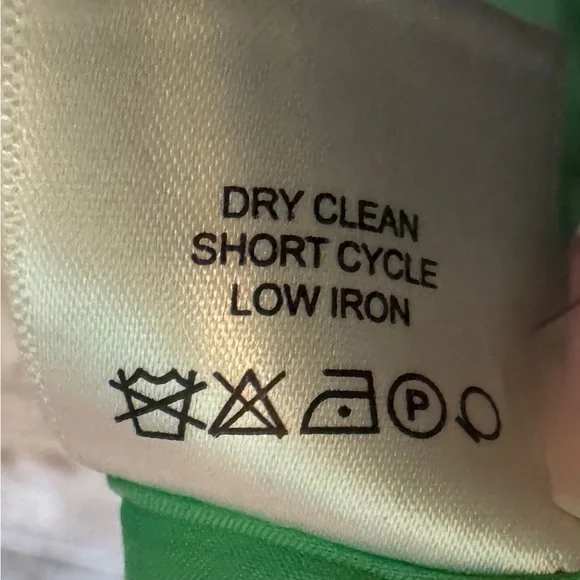 DRY CLEAN
SHORT CYCLE
LOW IRON
P